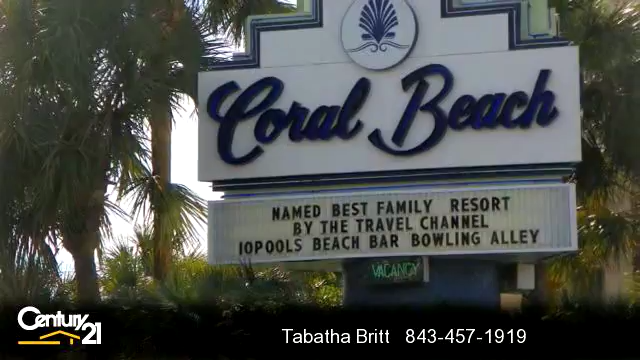 Coral Beach
NAMED BEST FAMILY RESORT
BY THE TRAVEL CHANNEL
10POOLS BEACH BAR BOWLING ALLEY
VACANCY
Century 21
Tabatha Britt 843-457-1919